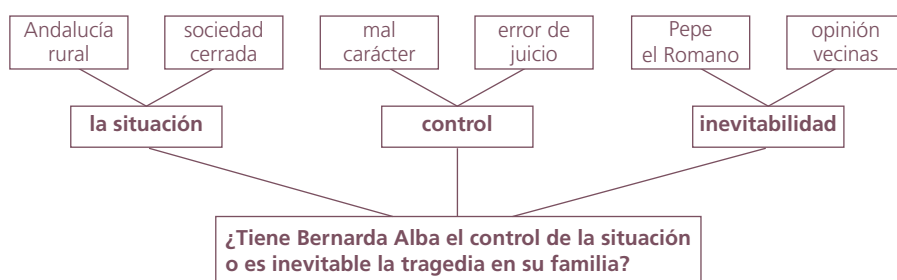 Andalucía
rural
sociedad
cerrada
mal
carácter
error de
juicio
Pepe
el Romano
opinión
vecinas
la situación
control
inevitabilidad
¿Tiene Bernarda Alba el control de la situación
o es inevitable la tragedia en su familia?